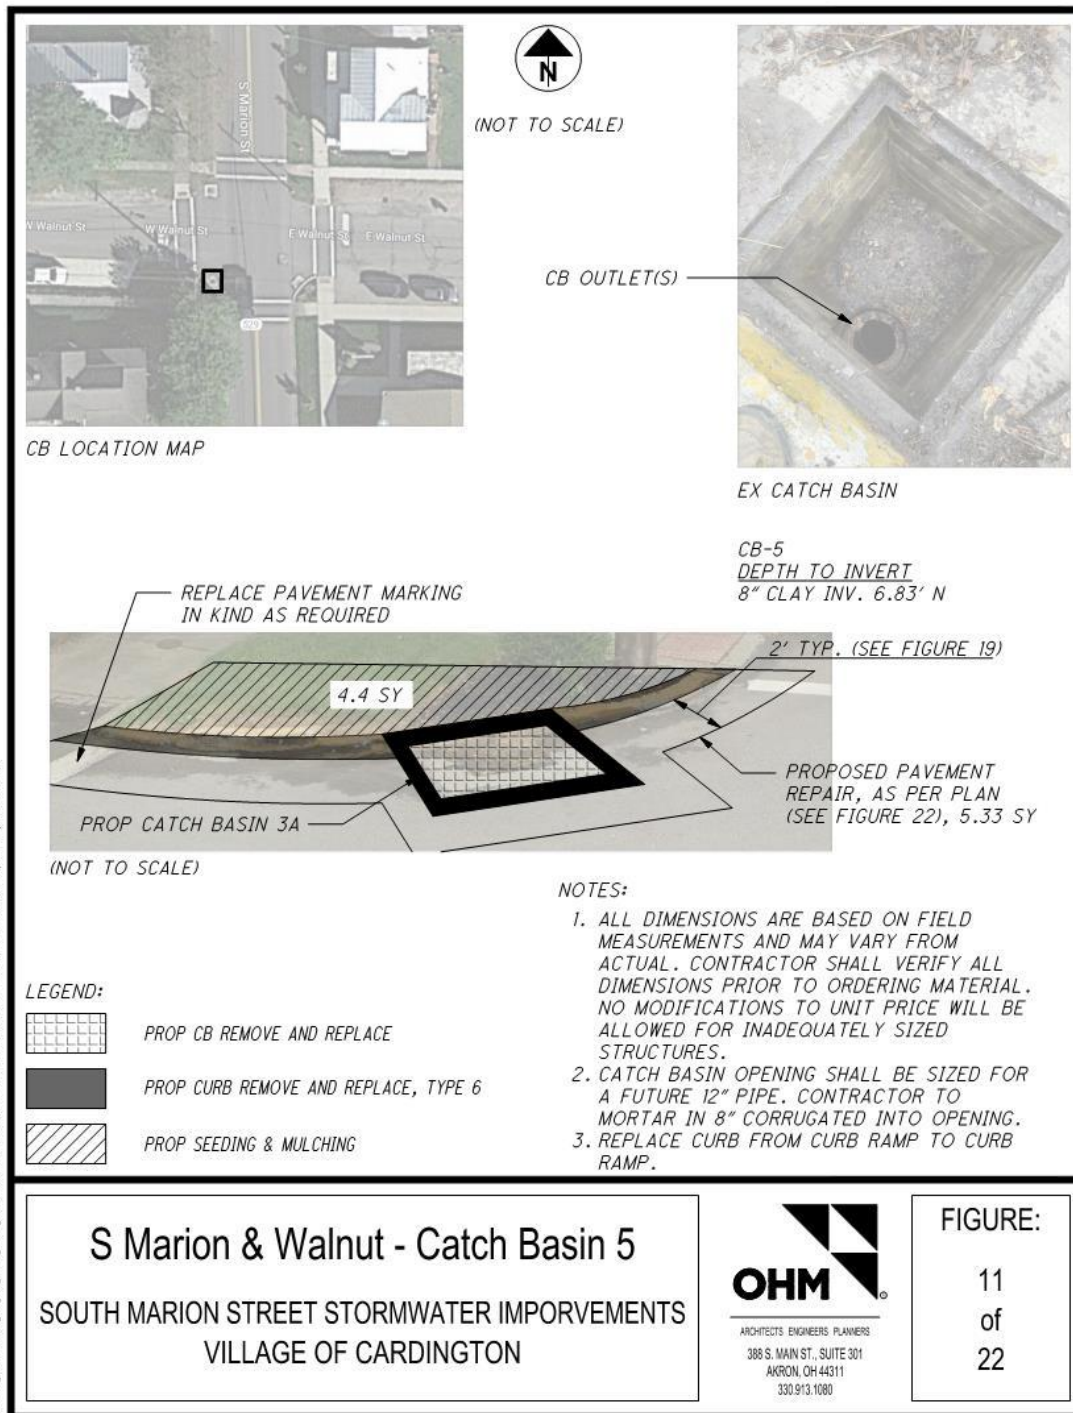 S Marion St
N
(NOT TO SCALE)
W Walnut St
W Walnut St
E Walnut St
E Walnut St
529
CB OUTLET(S)
CB LOCATION MAP
EX CATCH BASIN
CB-5
DEPTH TO INVERT
8" CLAY INV. 6.83' N
REPLACE PAVEMENT MARKING
IN KIND AS REQUIRED
2' TYP. (SEE FIGURE 19)
4.4 SY
PROPOSED PAVEMENT
REPAIR, AS PER PLAN
(SEE FIGURE 22), 5.33 SY
PROP CATCH BASIN 3A
(NOT TO SCALE)
NOTES:
1. ALL DIMENSIONS ARE BASED ON FIELD
MEASUREMENTS AND MAY VARY FROM
ACTUAL. CONTRACTOR SHALL VERIFY ALL
DIMENSIONS PRIOR TO ORDERING MATERIAL.
NO MODIFICATIONS TO UNIT PRICE WILL BE
ALLOWED FOR INADEQUATELY SIZED
STRUCTURES.
2. CATCH BASIN OPENING SHALL BE SIZED FOR
A FUTURE 12" PIPE. CONTRACTOR TO
MORTAR IN 8" CORRUGATED INTO OPENING.
3. REPLACE CURB FROM CURB RAMP TO CURB
RAMP.
LEGEND:
PROP CB REMOVE AND REPLACE
PROP CURB REMOVE AND REPLACE, TYPE 6
PROP SEEDING & MULCHING
S Marion & Walnut - Catch Basin 5
SOUTH MARION STREET STORMWATER IMPORVEMENTS
VILLAGE OF CARDINGTON
OHM
ARCHITECTS ENGINEERS PLANNERS
388 S. MAIN ST., SUITE 301
AKRON, OH 44311
330.913.1080
FIGURE:
11
of
22